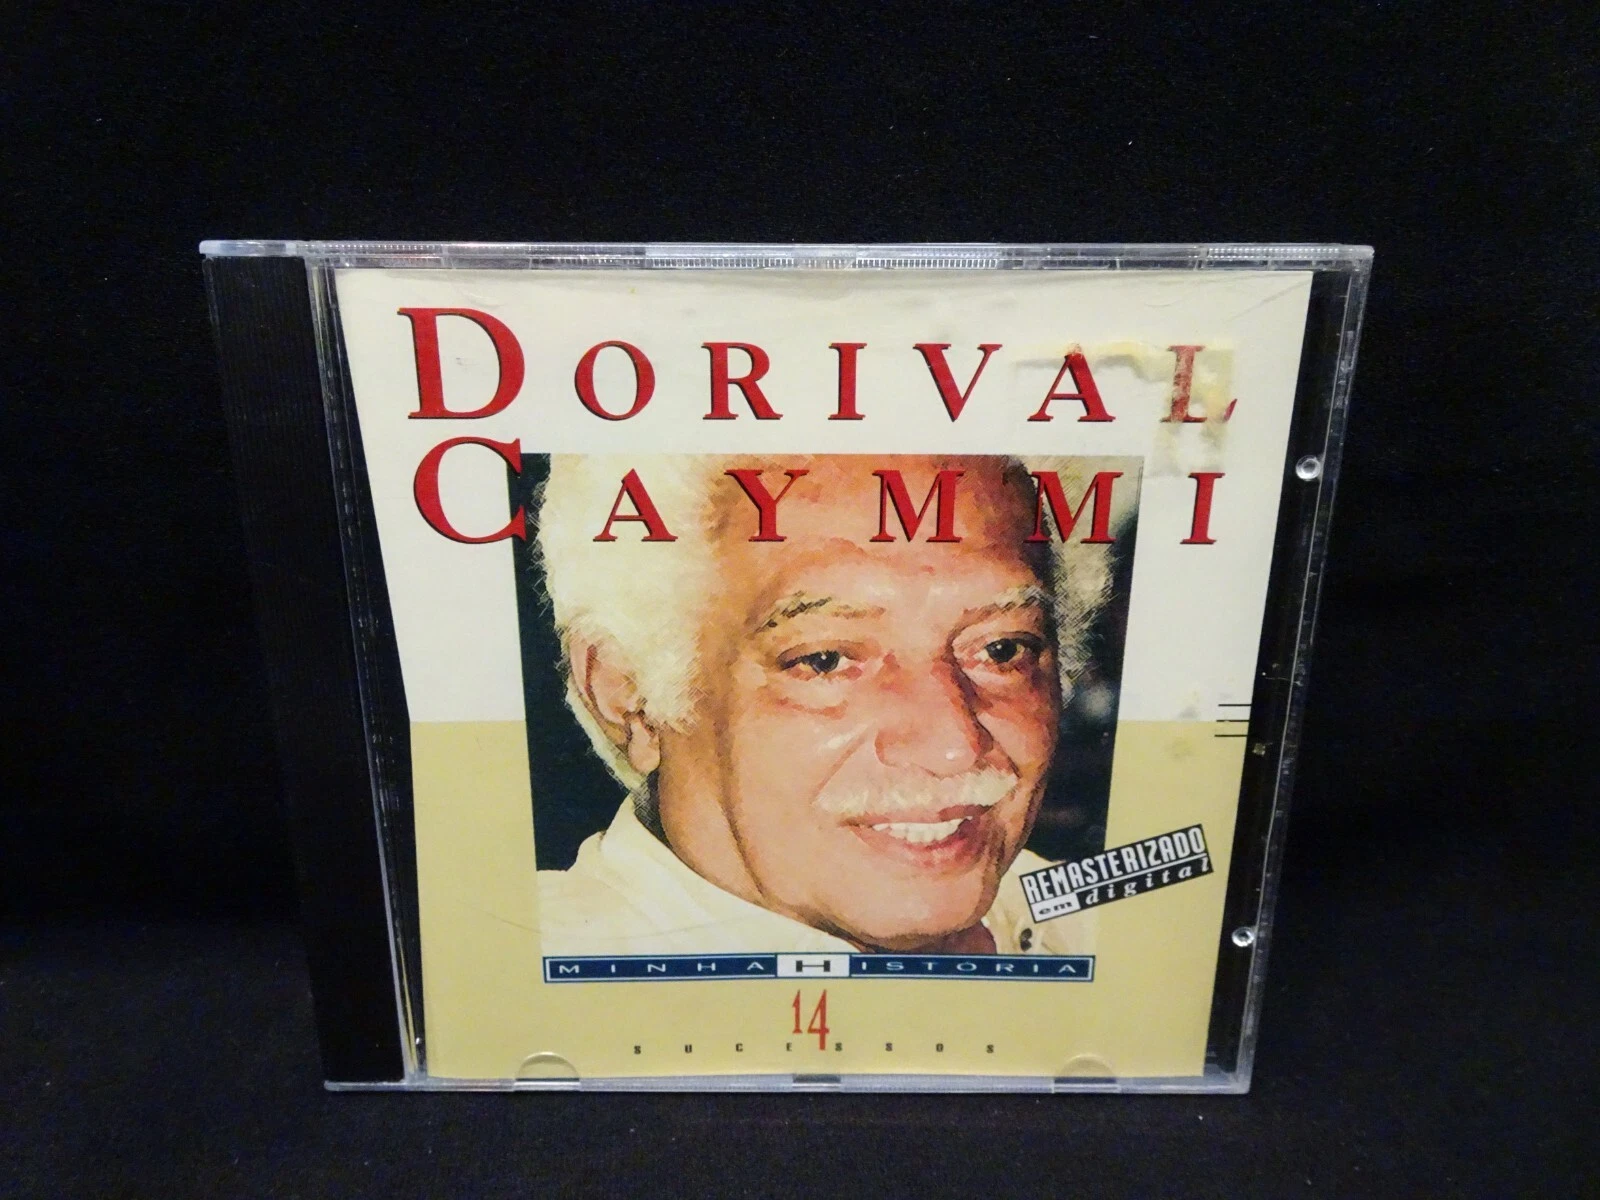 DORIVAL
CAYMMI
REMASTERIZADO
em digital
MINHA HISTORIA
14
SUCESSOS